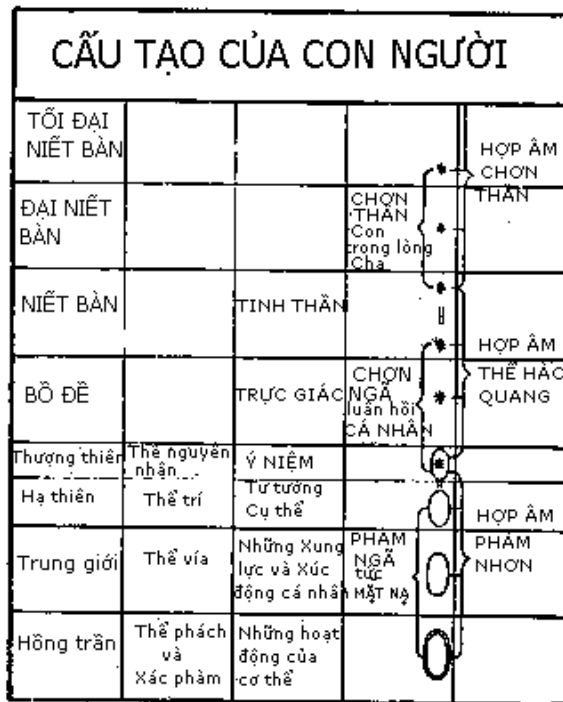 CẤU TẠO CỦA CON NGƯỜI
TỐI ĐẠI
NIẾT BÀN
HỢP ÂM
CHƠN
THẦN
ĐẠI NIẾT
BÀN
CHƠN
THẦN
Con
trong lòng
Cha
NIẾT BÀN
TINH THẦN
HỢP ÂM
THỂ HÀO
QUANG
BỒ ĐỀ
TRỰC GIÁC
CHƠN
NGÃ
luân hồi
CÁ NHÂN
Thượng thiên
Thể nguyên
nhân
Ý NIỆM
Hạ thiên
Thể trí
Tư tưởng
Cụ thể
HỢP ÂM
PHÀM
NHƠN
Trung giới
Thể vía
Những Xung
lực và Xúc
động cá nhân
PHÀM
NGÃ
tức
MẶT NẠ
Hồng trần
Thể phách
và
Xác phàm
Những hoạt
động của
cơ thể